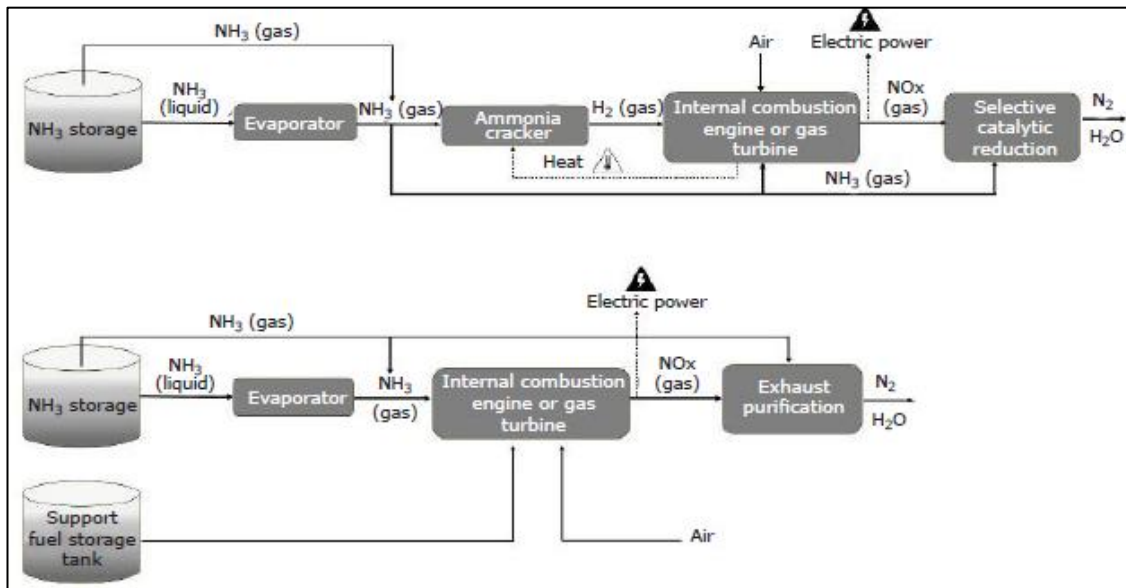 NH₃ (gas)
Air
Electric power
NH₃
(liquid)
NH₃ storage
Evaporator
NH₃ (gas)
Ammonia
cracker
H₂ (gas)
Internal combustion
engine or gas
turbine
NOx
(gas)
Selective
catalytic
reduction
N₂
H₂O
Heat
NH₃ (gas)
Electric power
NH₃ (gas)
NH₃
(liquid)
NH₃ storage
Evaporator
NH₃
(gas)
Internal combustion
engine or gas
turbine
NOx
(gas)
Exhaust
purification
N₂
H₂O
Support
fuel storage
tank
Air